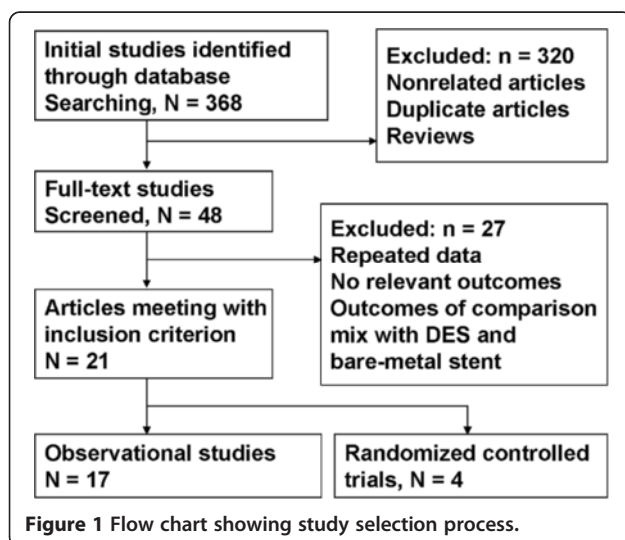 Initial studies identified
through database
Searching, N = 368
Excluded: n = 320
Nonrelated articles
Duplicate articles
Reviews
Full-text studies
Screened, N = 48
Excluded: n = 27
Repeated data
No relevant outcomes
Outcomes of comparison
mix with DES and
bare-metal stent
Articles meeting with
inclusion criterion
N = 21
Observational studies
N = 17
Randomized controlled
trials, N = 4
Figure 1 Flow chart showing study selection process.